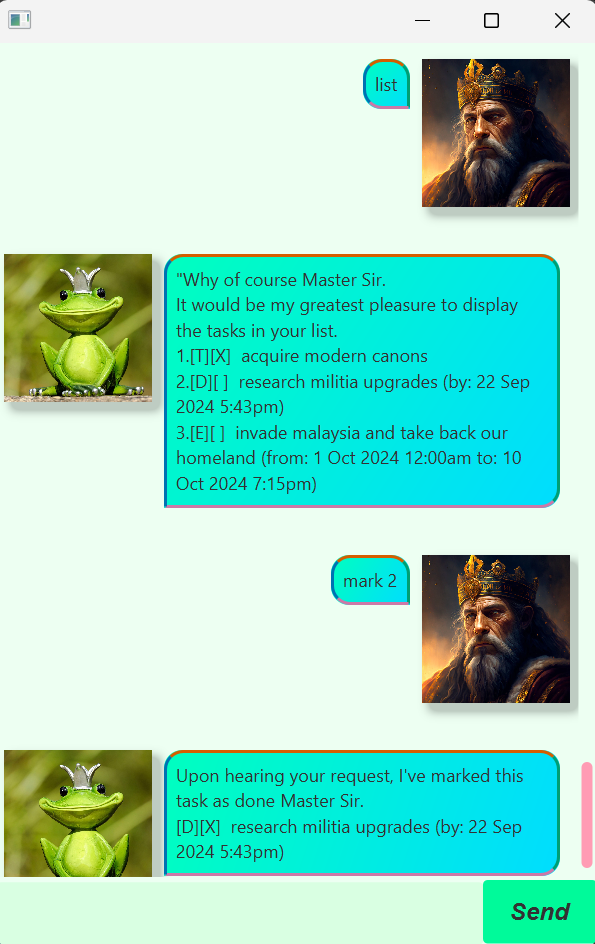 list
"Why of course Master Sir.
It would be my greatest pleasure to display
the tasks in your list.
1.[T][X]  acquire modern canons
2.[D][ ]  research militia upgrades (by: 22 Sep
2024 5:43pm)
3.[E][ ]  invade malaysia and take back our
homeland (from: 1 Oct 2024 12:00am to: 10
Oct 2024 7:15pm)
mark 2
Upon hearing your request, I've marked this
task as done Master Sir.
[D][X]  research militia upgrades (by: 22 Sep
2024 5:43pm)
Send